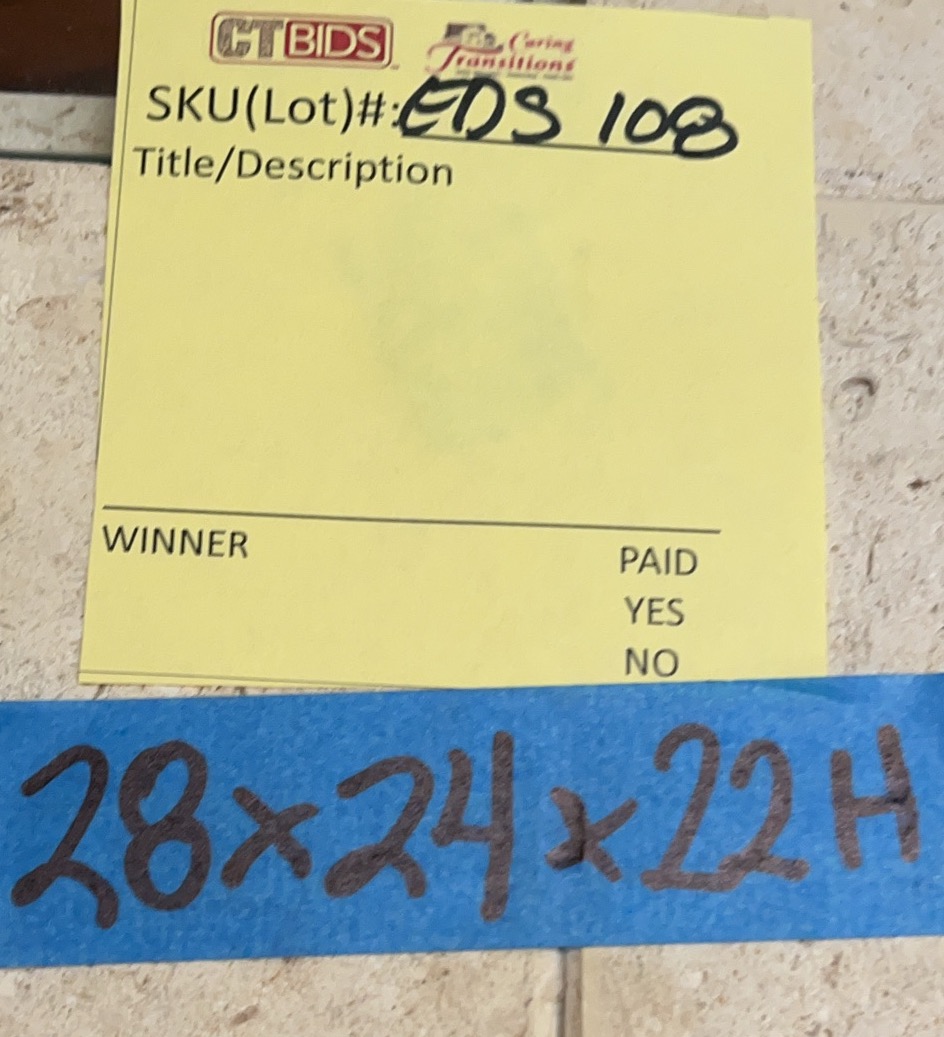 CTBIDS Caring Transitions
SKU(Lot)#: EDS 108
Title/Description
WINNER PAID
YES
NO
28x24x22H